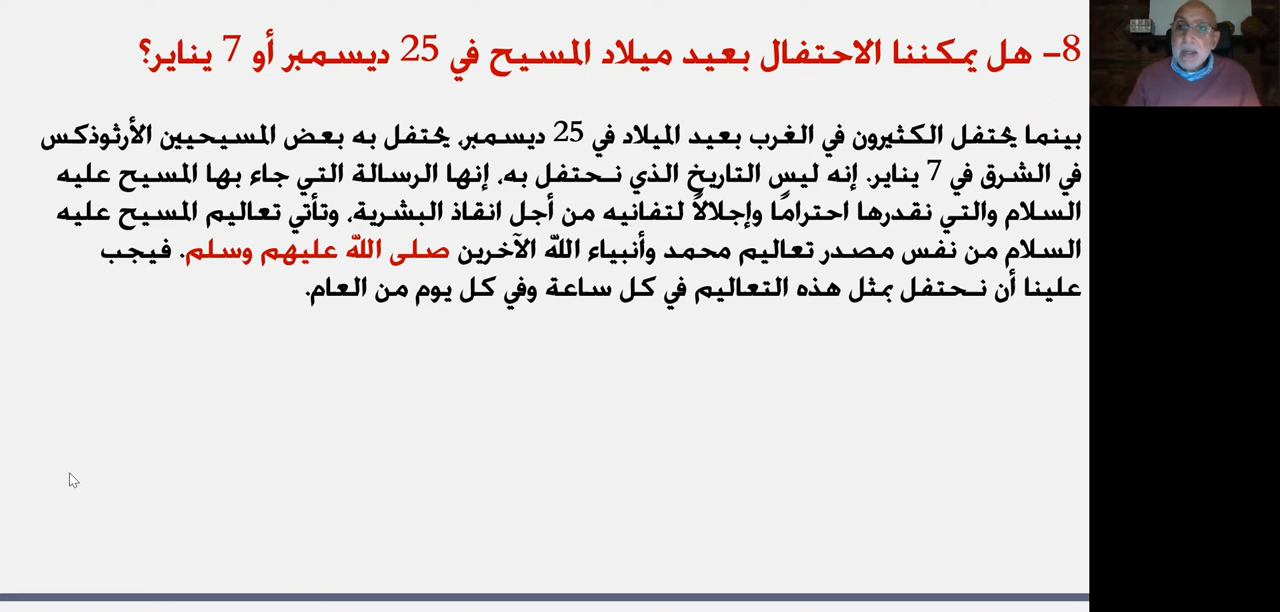 8- هل يمكننا الاحتفال بعيد ميلاد المسيح في 25 ديسمبر أو 7 يناير؟
بينما يحتفل الكثيرون في الغرب بعيد الميلاد في 25 ديسمبر، يحتفل به بعض المسيحيين الأرثوذكس
في الشرق في 7 يناير. إنه ليس التاريخ الذي نـحتفل به، إنها الرسالة التي جاء بها المسيح عليه
السلام والتي نقدرها احترامًا وإجلالاً لتفانيه من أجل انقاذ البشرية، وتأتي تعاليم المسيح عليه
السلام من نفس مصدر تعاليم محمد وأنبياء اللّه الآخرين صلى اللّه عليهم وسلم. فيجب
علينا أن نـحتفل بمثل هذه التعاليم في كل ساعة وفي كل يوم من العام.